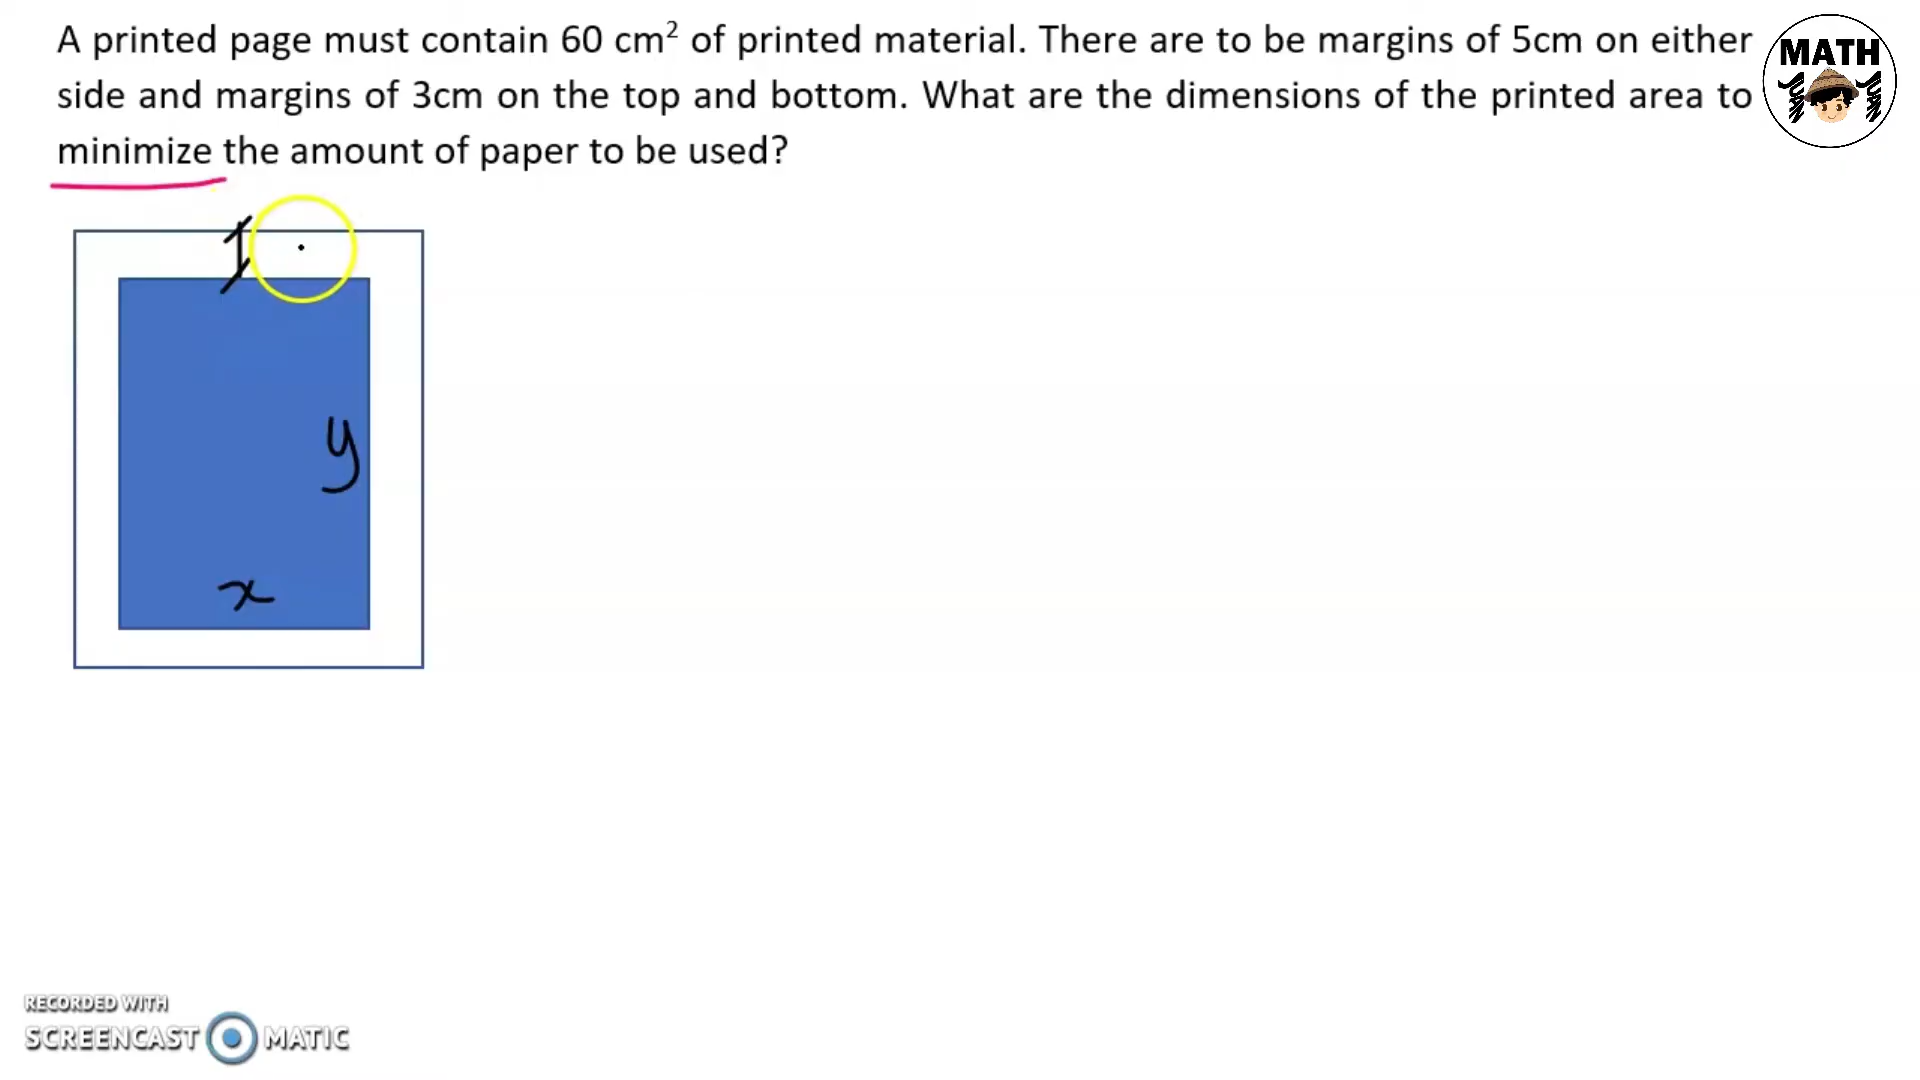 A printed page must contain 60 cm² of printed material. There are to be margins of 5cm on either
side and margins of 3cm on the top and bottom. What are the dimensions of the printed area to
minimize the amount of paper to be used?
MATH
JUAN JUAN
y
x
RECORDED WITH
SCREENCAST MATIC